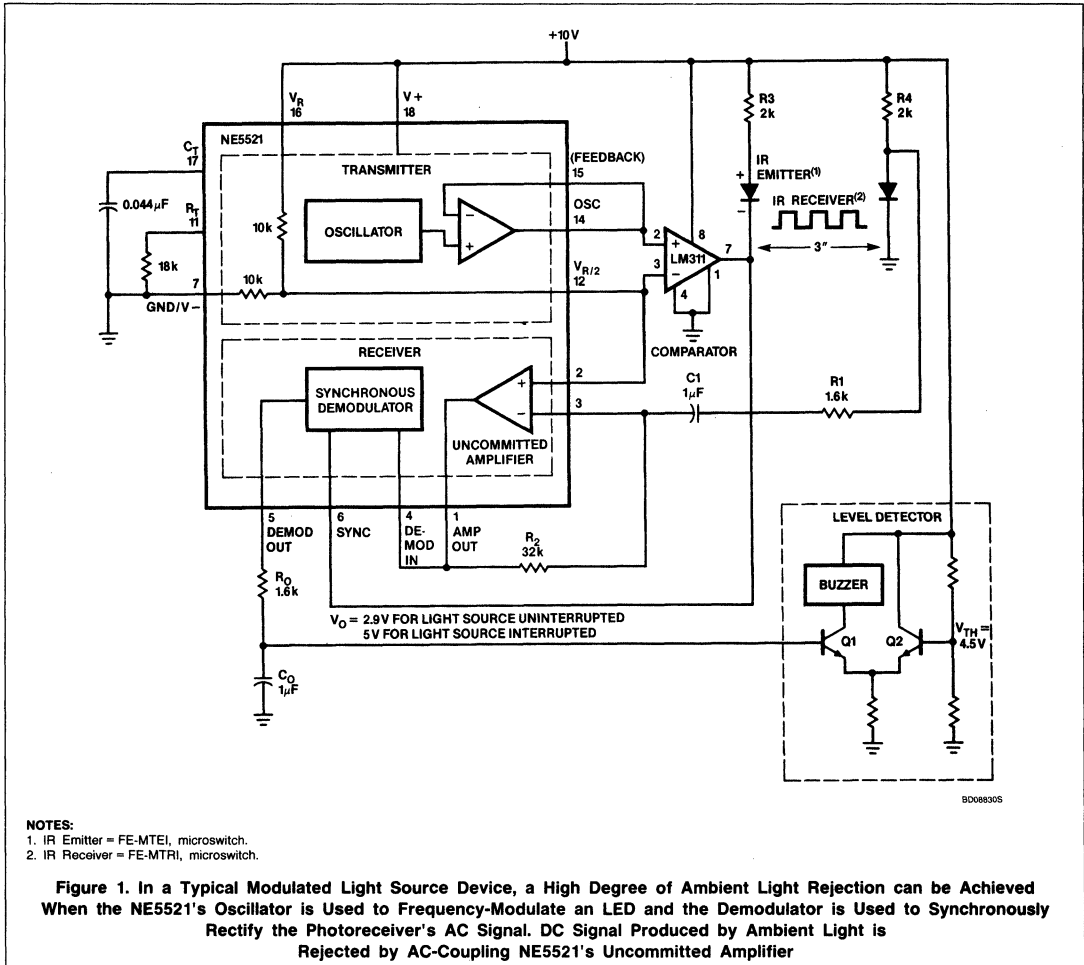 +10V
V_R
16
V+
18
R3
2k
R4
2k
NE5521
C_T
17
TRANSMITTER
(FEEDBACK)
15
IR
EMITTER(1)
+
−
0.044µF
R_T
11
OSC
14
IR RECEIVER(2)
3"
10k
OSCILLATOR
−
+
2
+
8
LM311
7
3
−
1
4
18k
V_R/2
12
7
10k
GND/V−
COMPARATOR
RECEIVER
SYNCHRONOUS
DEMODULATOR
+
2
−
3
C1
1µF
R1
1.6k
UNCOMMITTED
AMPLIFIER
5
DEMOD
OUT
6
SYNC
4
DE-
MOD
IN
1
AMP
OUT
R2
32k
LEVEL DETECTOR
BUZZER
R_O
1.6k
V_O = 2.9V FOR LIGHT SOURCE UNINTERRUPTED
5V FOR LIGHT SOURCE INTERRUPTED
Q1
Q2
V_TH =
4.5V
C_O
1µF
BD08830S
NOTES:
1. IR Emitter = FE-MTEI, microswitch.
2. IR Receiver = FE-MTRI, microswitch.
Figure 1. In a Typical Modulated Light Source Device, a High Degree of Ambient Light Rejection can be Achieved
When the NE5521's Oscillator is Used to Frequency-Modulate an LED and the Demodulator is Used to Synchronously
Rectify the Photoreceiver's AC Signal. DC Signal Produced by Ambient Light is
Rejected by AC-Coupling NE5521's Uncommitted Amplifier